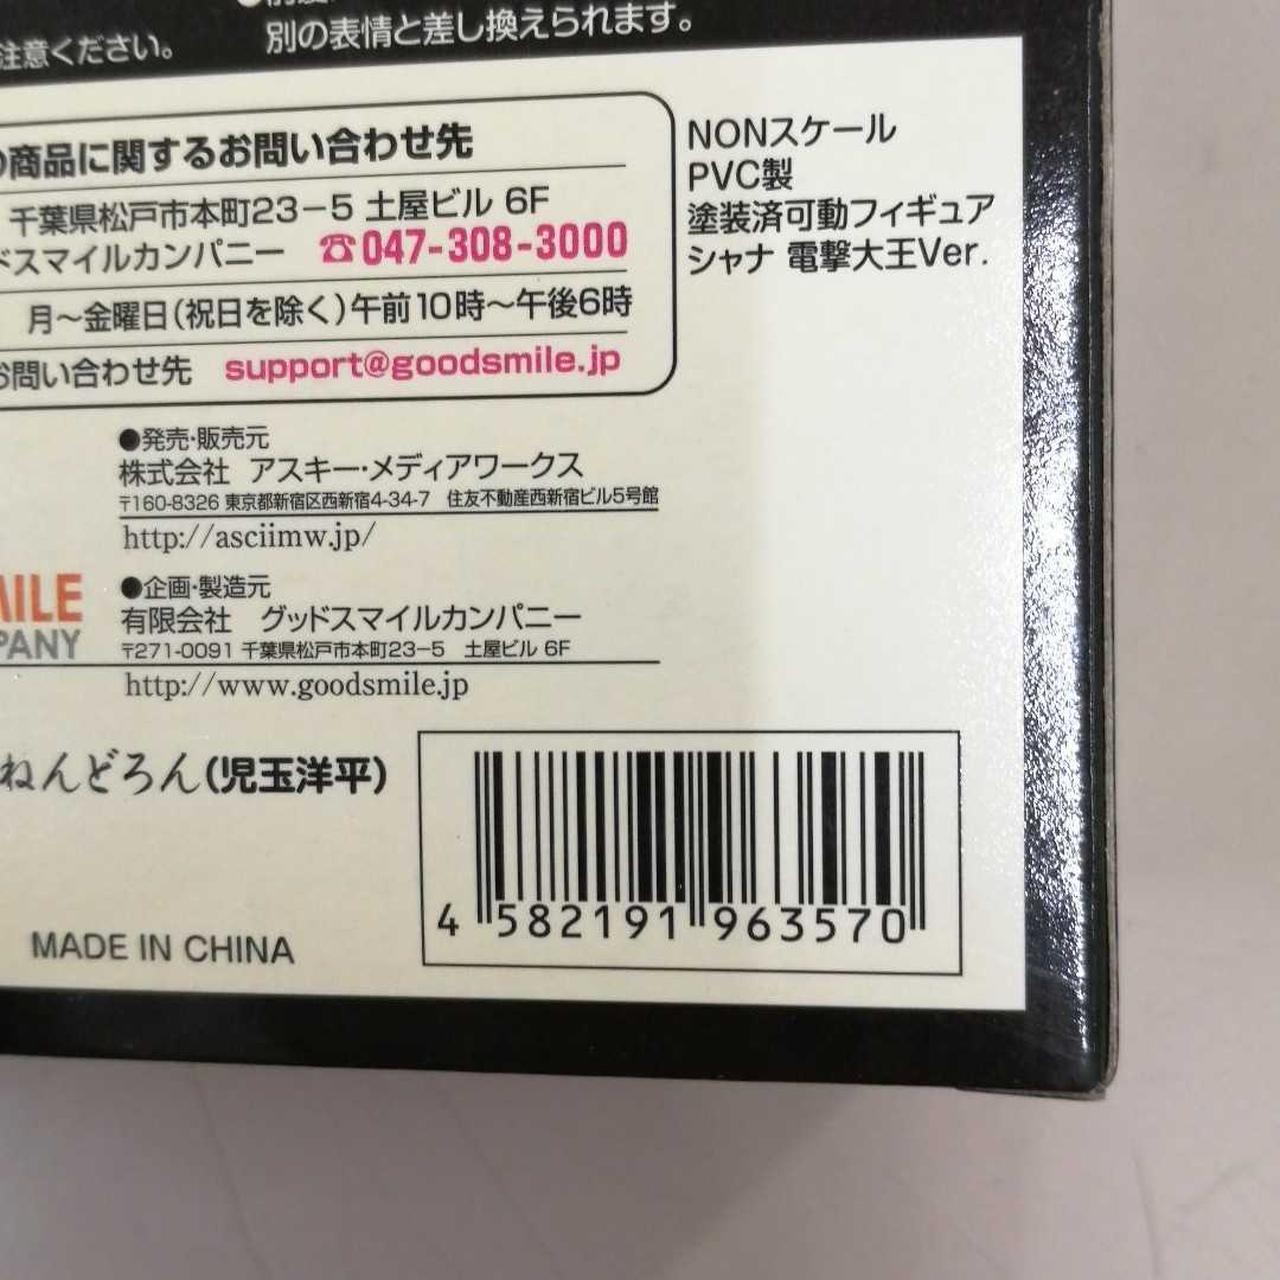 注意ください。
別の表情と差し換えられます。
商品に関するお問い合わせ先
千葉県松戸市本町23-5 土屋ビル 6F
ドスマイルカンパニー ☎047-308-3000
月〜金曜日(祝日を除く)午前10時〜午後6時
お問い合わせ先 support@goodsmile.jp
NONスケール
PVC製
塗装済可動フィギュア
シャナ 電撃大王Ver.
●発売・販売元
株式会社 アスキー・メディアワークス
〒160-8326 東京都新宿区西新宿4-34-7 住友不動産西新宿ビル5号館
http://asciimw.jp/
MILE
PANY
●企画・製造元
有限会社 グッドスマイルカンパニー
〒271-0091 千葉県松戸市本町23-5 土屋ビル 6F
http://www.goodsmile.jp
ねんどろん(児玉洋平)
MADE IN CHINA
4 582191 963570